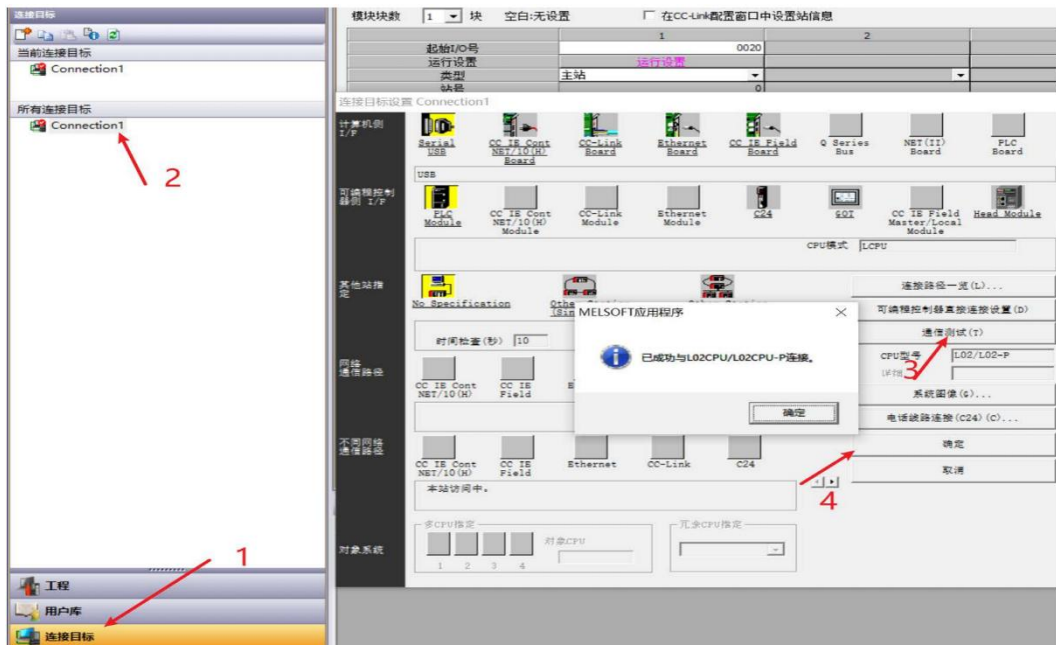 连接目标
当前连接目标
Connection1
所有连接目标
Connection1
2
1
工程
用户库
连接目标
模块块数 1 块 空白:无设置 在CC-Link配置窗口中设置站信息
1 2
起始I/O号 0020
运行设置 运行设置
类型 主站
站号 0
连接目标设置 Connection1
计算机侧 I/F
Serial USB
CC IE Cont NET/10(H) Board
CC-Link Board
Ethernet Board
CC IE Field Board
Q Series Bus
NET(II) Board
PLC Board
USB
可编程控制器侧 I/F
PLC Module
CC IE Cont NET/10(H) Module
CC-Link Module
Ethernet Module
C24
GOT
CC IE Field Master/Local Module
Head Module
CPU模式 LCPU
其他站指定
No Specification
时间检查(秒) 10
MELSOFT应用程序
已成功与L02CPU/L02CPU-P连接。
确定
连接路径一览(L)...
可编程控制器直接连接设置(D)
通信测试(T)
CPU型号 L02/L02-P
3
系统图像(G)...
电话线路连接(C24)(C)...
确定
取消
4
网络通信路径
CC IE Cont NET/10(H)
CC IE Field
不同网络通信路径
CC IE Cont NET/10(H)
CC IE Field
Ethernet
CC-Link
C24
本站访问中。
对象系统
多CPU指定
1 2 3 4
对象CPU
冗余CPU指定